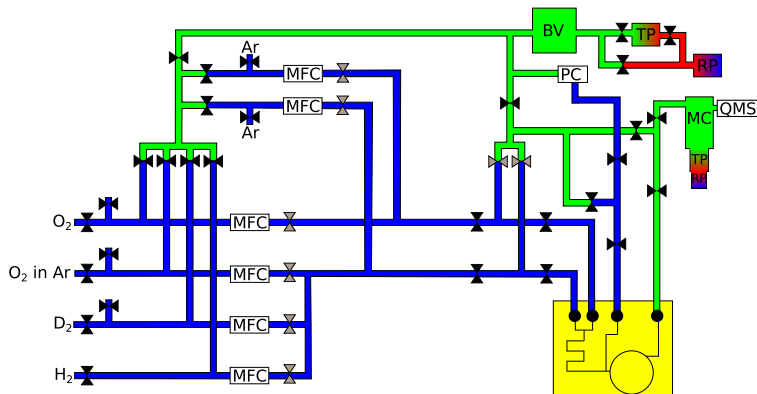 BV
TP
RP
Ar
MFC
PC
MFC
Ar
QMS
MC
TP
RP
O₂
MFC
O₂ in Ar
MFC
D₂
MFC
H₂
MFC